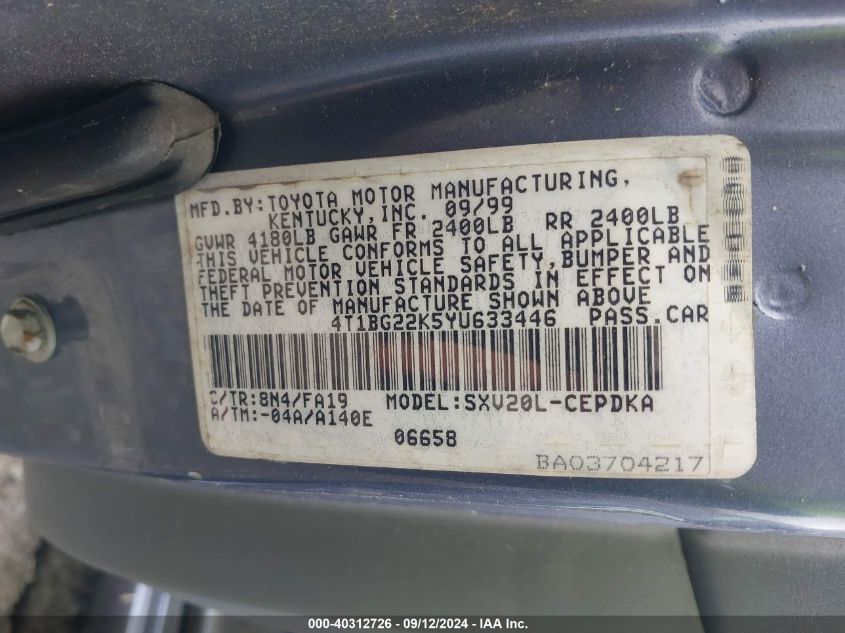 MFD.BY:TOYOTA MOTOR MANUFACTURING,
KENTUCKY,INC. 09/99
GVWR 4180LB GAWR FR 2400LB RR 2400LB
THIS VEHICLE CONFORMS TO ALL APPLICABLE
FEDERAL MOTOR VEHICLE SAFETY,BUMPER AND
THEFT PREVENTION STANDARDS IN EFFECT ON
THE DATE OF MANUFACTURE SHOWN ABOVE
4T1BG22K5YU633446 PASS.CAR
C/TR:8N4/FA19 MODEL:SXV20L-CEPDKA
A/TM:-04A/A140E
06658
BA03704217
000-40312726 - 09/12/2024 - IAA Inc.